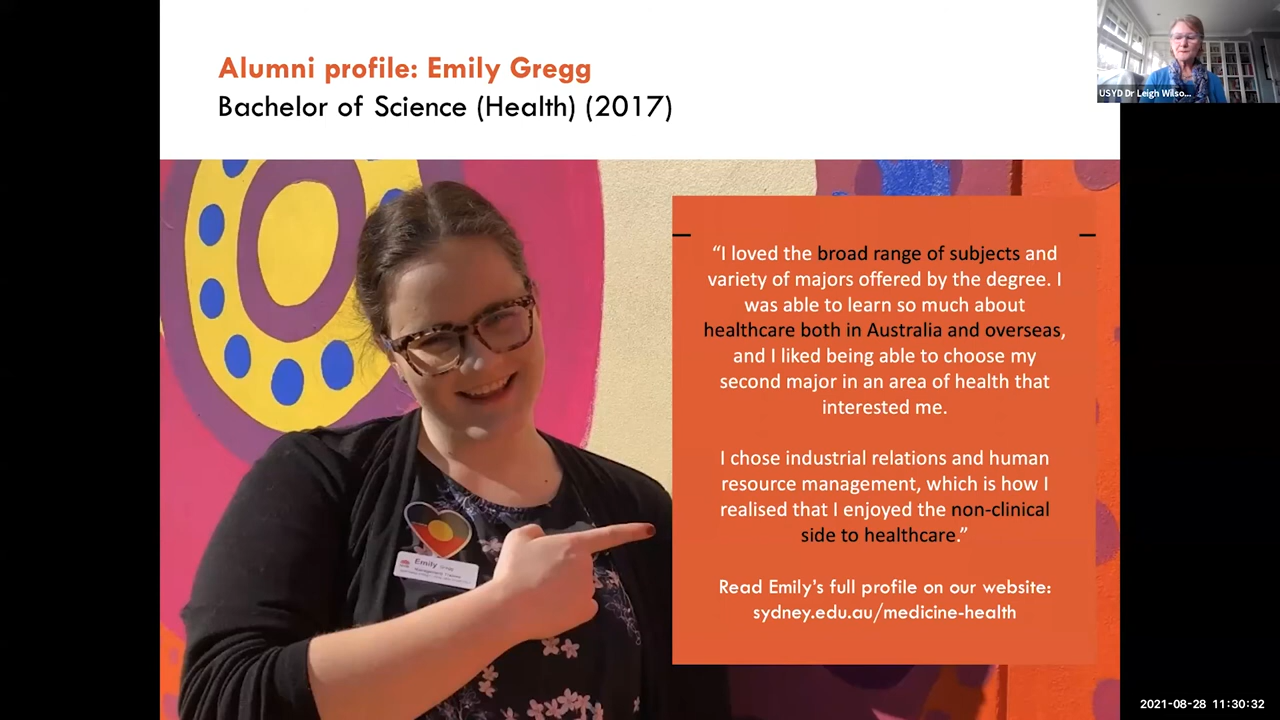 Alumni profile: Emily Gregg
Bachelor of Science (Health) (2017)
USYD Dr Leigh Wilso...
“I loved the broad range of subjects and
variety of majors offered by the degree. I
was able to learn so much about
healthcare both in Australia and overseas,
and I liked being able to choose my
second major in an area of health that
interested me.
I chose industrial relations and human
resource management, which is how I
realised that I enjoyed the non-clinical
side to healthcare.”
Read Emily’s full profile on our website:
sydney.edu.au/medicine-health
Emily Gregg
Management Trainee
2021-08-28 11:30:32